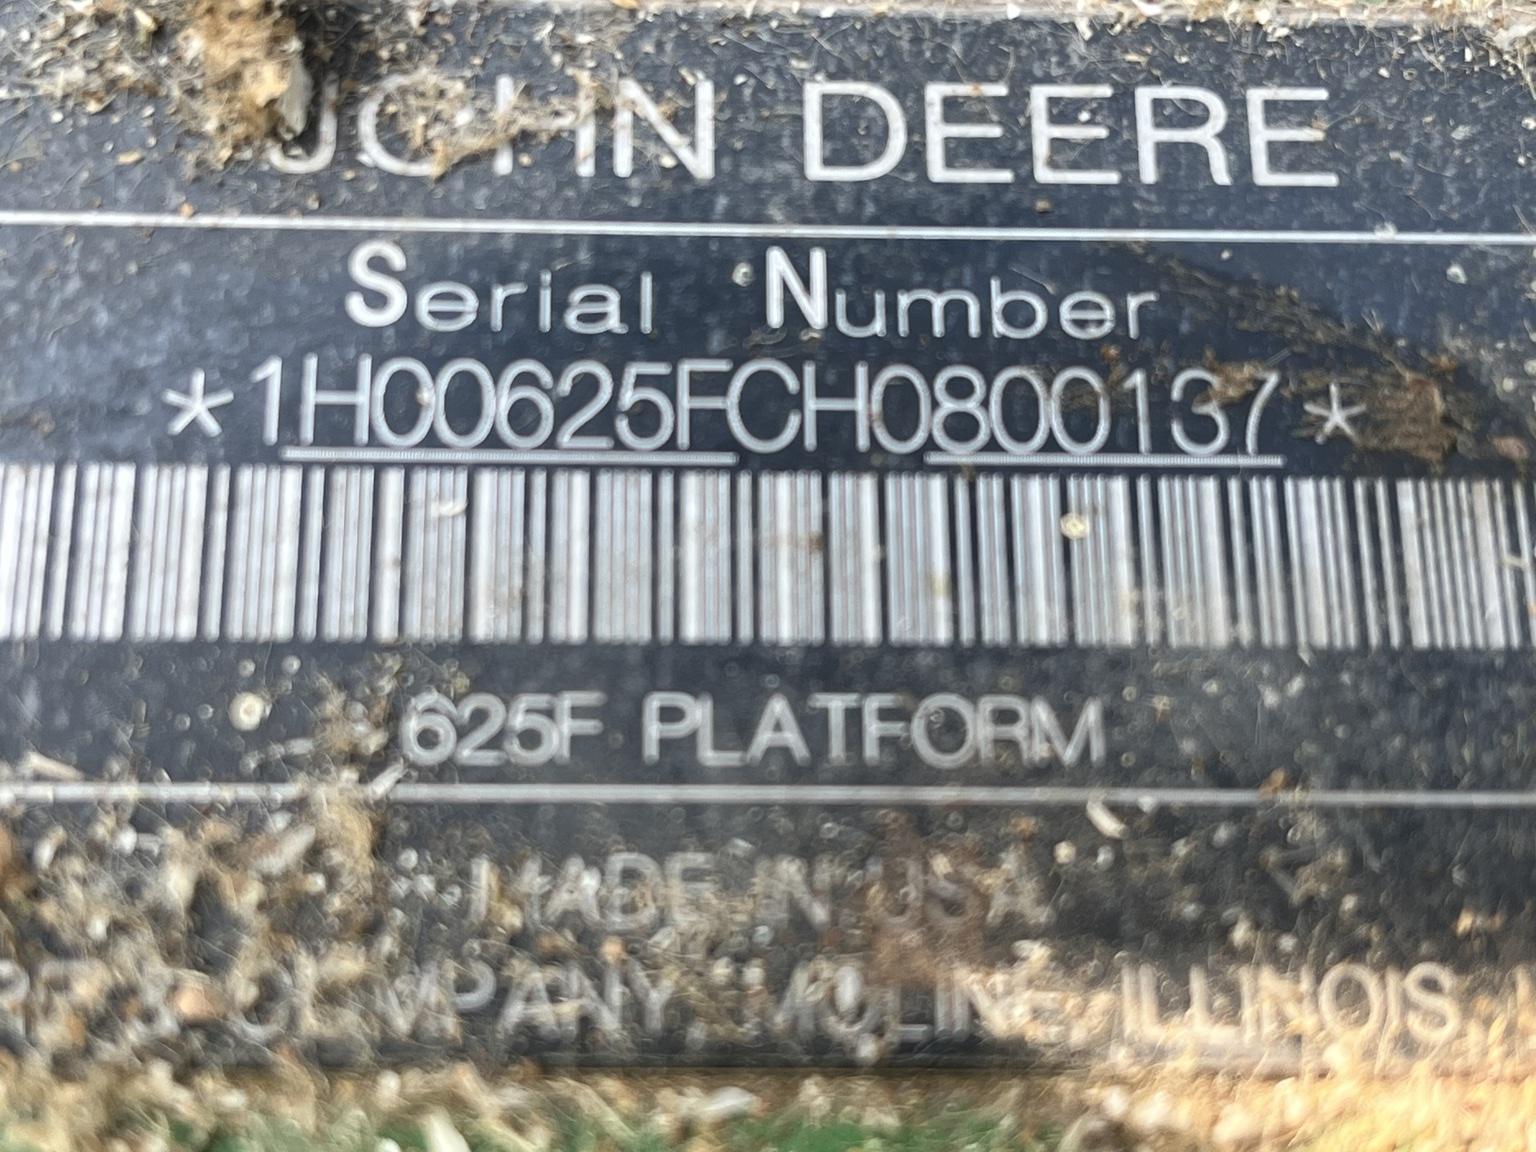 JOHN DEERE
Serial Number
*1H00625FCH0800137*
625F PLATFORM
MADE IN USA
COMPANY, MOLINE, ILLINOIS,